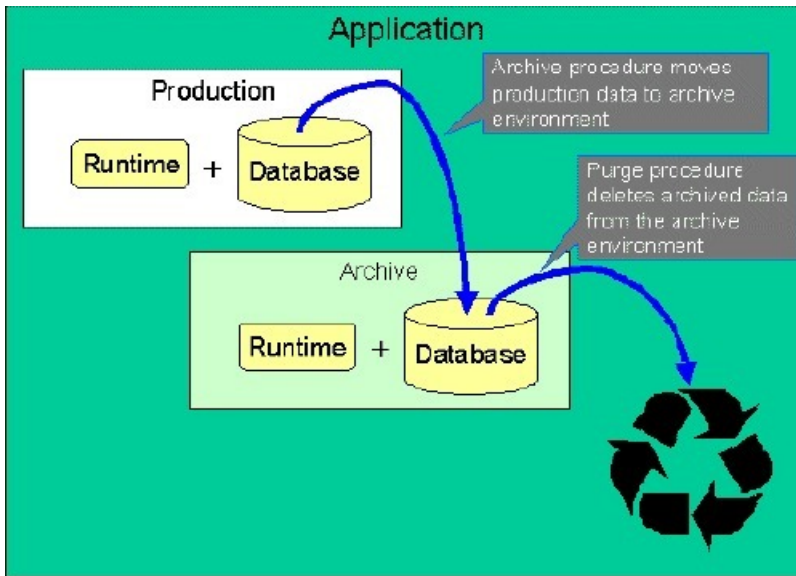 Application
Production
Runtime
+
Database
Archive procedure moves
production data to archive
environment
Purge procedure
deletes archived data
from the archive
environment
Archive
Runtime
+
Database